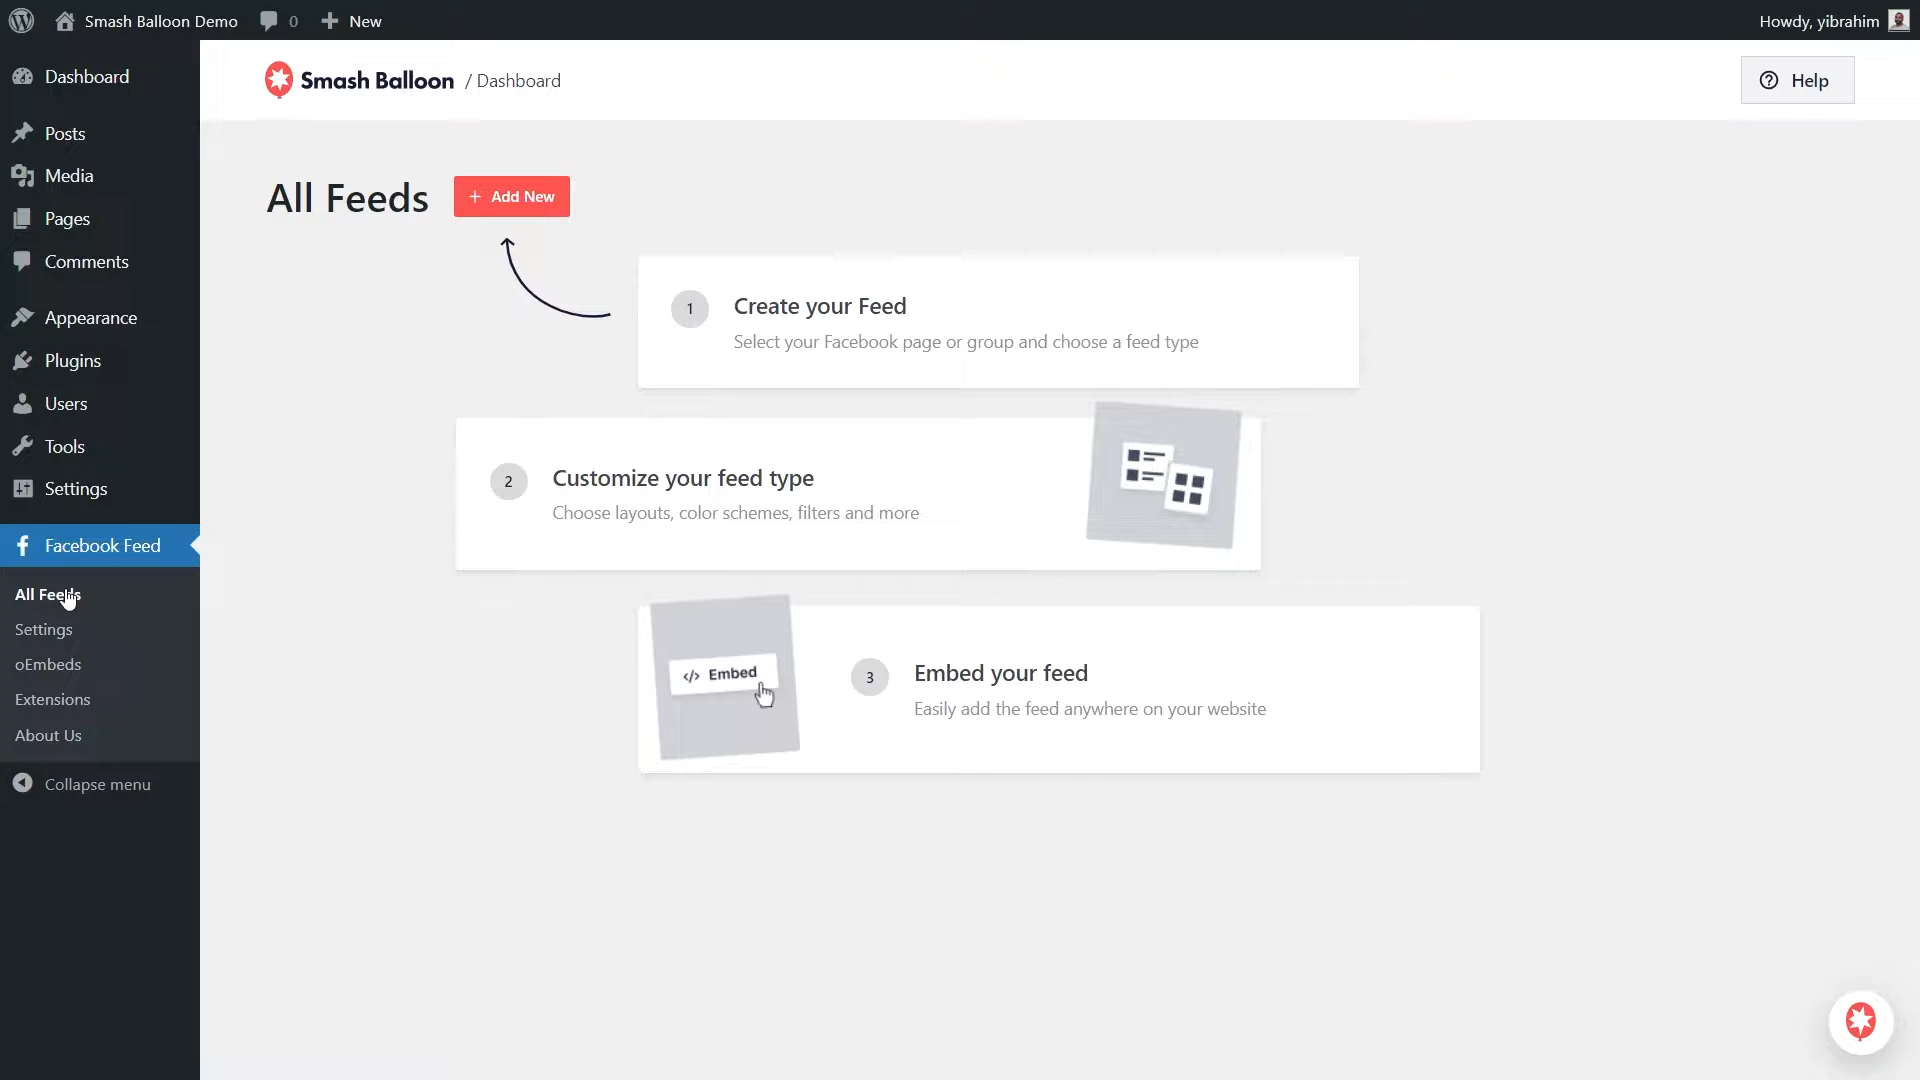 Smash Balloon Demo
0
New
Howdy, yibrahim
Dashboard
Posts
Media
Pages
Comments
Appearance
Plugins
Users
Tools
Settings
Facebook Feed
All Feeds
Settings
oEmbeds
Extensions
About Us
Collapse menu
Smash Balloon / Dashboard
Help
All Feeds
+ Add New
1
Create your Feed
Select your Facebook page or group and choose a feed type
2
Customize your feed type
Choose layouts, color schemes, filters and more
</> Embed
3
Embed your feed
Easily add the feed anywhere on your website